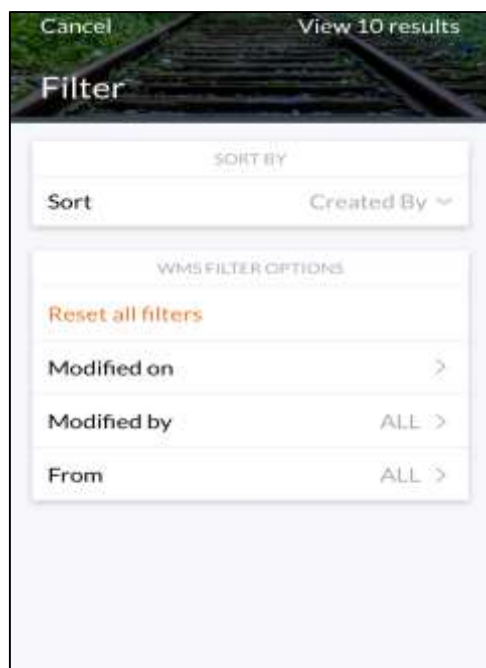 Cancel View 10 results
Filter
SORT BY
Sort Created By
WMS FILTER OPTIONS
Reset all filters
Modified on
Modified by ALL
From ALL